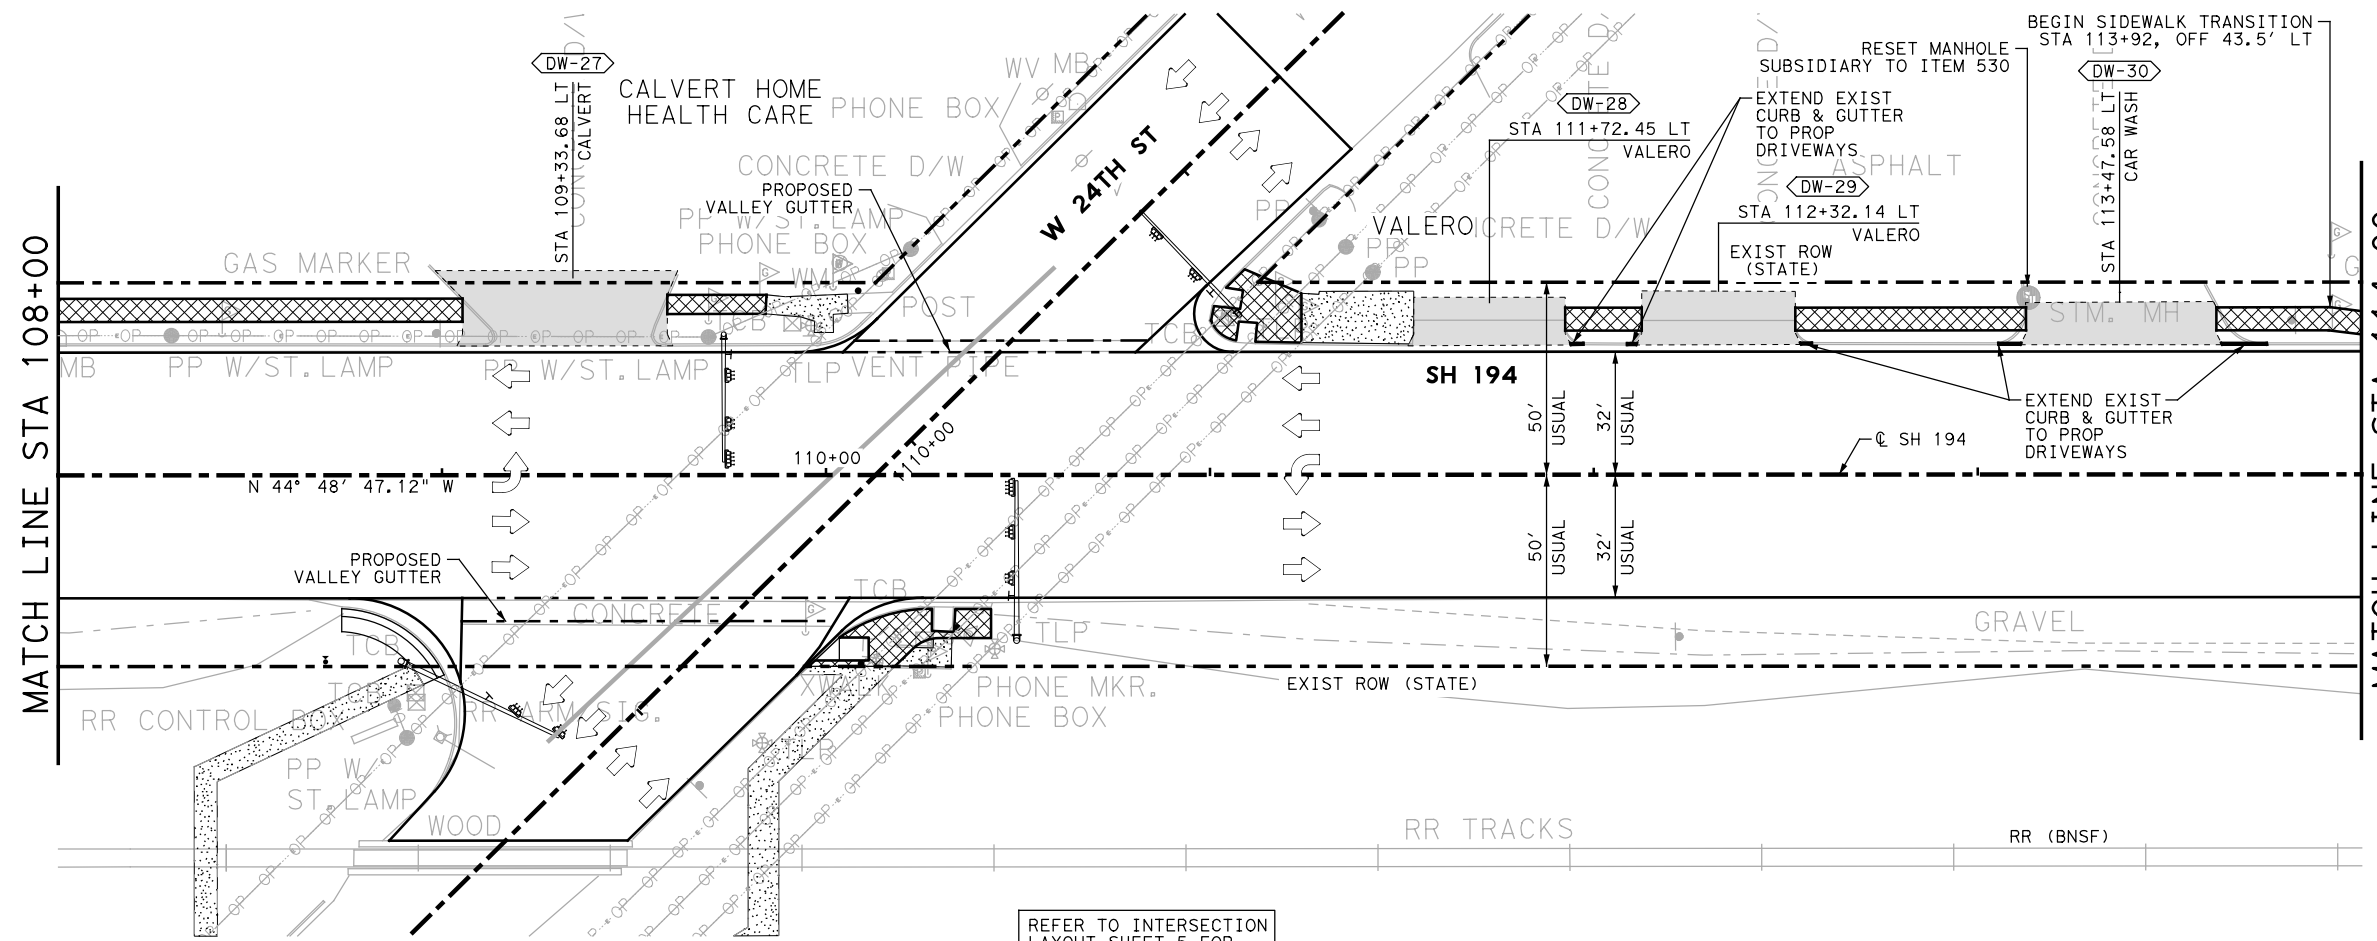 DW-27
STA 109+33.68 LT
CALVERT
CALVERT HOME
HEALTH CARE
PHONE BOX
WV
MB
CONCRETE D/W
PROPOSED
VALLEY GUTTER
PP W/ST.LAMP
PHONE BOX
WM
GAS MARKER
POST
TCB
MB
PP W/ST.LAMP
PP W/ST.LAMP
TLP
VENT PIPE
W 24TH ST
TCB
PP
VALERO
PP
PP
DW-28
STA 111+72.45 LT
VALERO
EXTEND EXIST
CURB & GUTTER
TO PROP
DRIVEWAYS
ASPHALT
DW-29
STA 112+32.14 LT
VALERO
EXIST ROW
(STATE)
RESET MANHOLE
SUBSIDIARY TO ITEM 530
BEGIN SIDEWALK TRANSITION
STA 113+92, OFF 43.5' LT
DW-30
STA 113+47.58 LT
CAR WASH
STM. MH
SH 194
EXTEND EXIST
CURB & GUTTER
TO PROP
DRIVEWAYS
50'
USUAL
32'
USUAL
℄ SH 194
MATCH LINE STA 108+00
N 44° 48' 47.12" W
110+00
1110+00
50'
USUAL
32'
USUAL
PROPOSED
VALLEY GUTTER
CONCRETE
TCB
TCB
TLP
GRAVEL
TCB
RR CONTROL BOX
RR ARM SIG.
XWALK
PHONE MKR.
PHONE BOX
EXIST ROW (STATE)
PP W/
ST.LAMP
TLP
WOOD
RR TRACKS
RR (BNSF)
REFER TO INTERSECTION